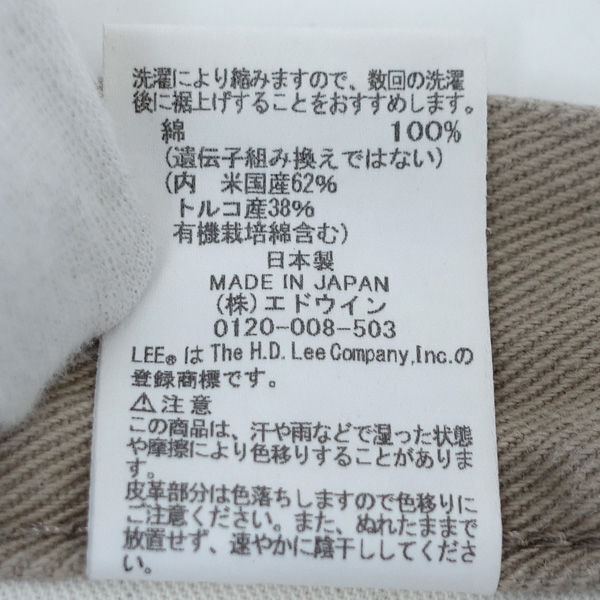 洗濯により縮みますので、数回の洗濯
後に裾上げすることをおすすめします。
綿 100%
(遺伝子組み換えではない)
(内 米国産62%
トルコ産38%
有機栽培綿含む)
日本製
MADE IN JAPAN
(株)エドウイン
0120-008-503
LEE®は The H.D. Lee Company,Inc.の
登録商標です。
⚠注意
この商品は、汗や雨などで湿った状態
や摩擦により色移りすることがありま
す。
皮革部分は色落ちしますので色移りに
ご注意ください。また、ぬれたままで
放置せず、速やかに陰干ししてくださ
い。